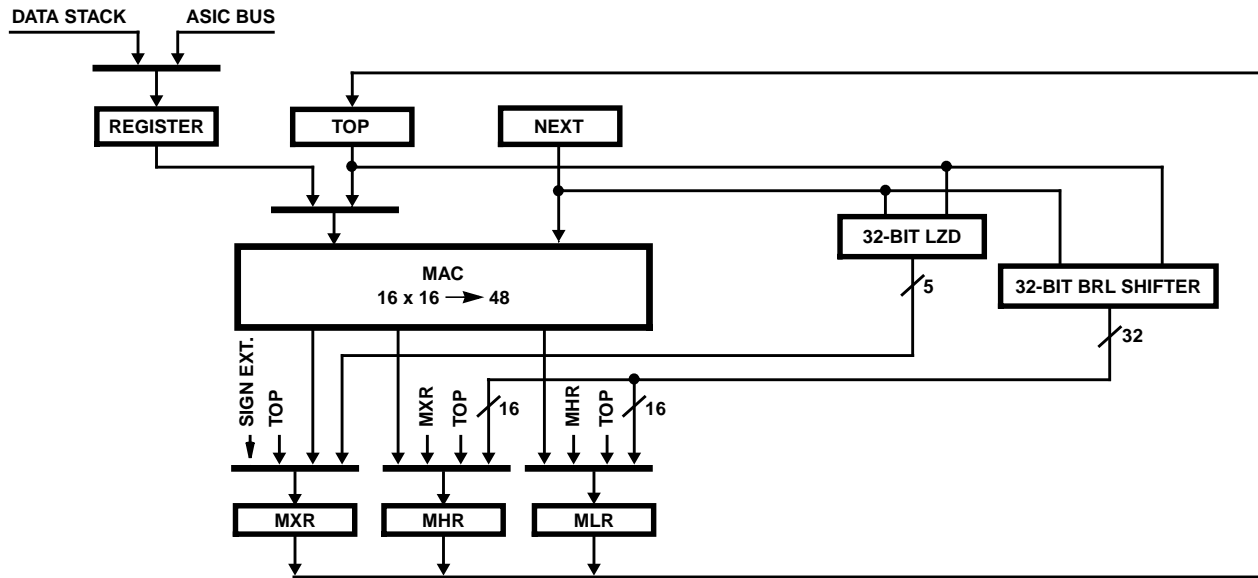 DATA STACK
ASIC BUS
REGISTER
TOP
NEXT
32-BIT LZD
MAC
16 x 16 → 48
32-BIT BRL SHIFTER
5
32
SIGN EXT.
TOP
MXR
TOP
16
MHR
TOP
16
MXR
MHR
MLR